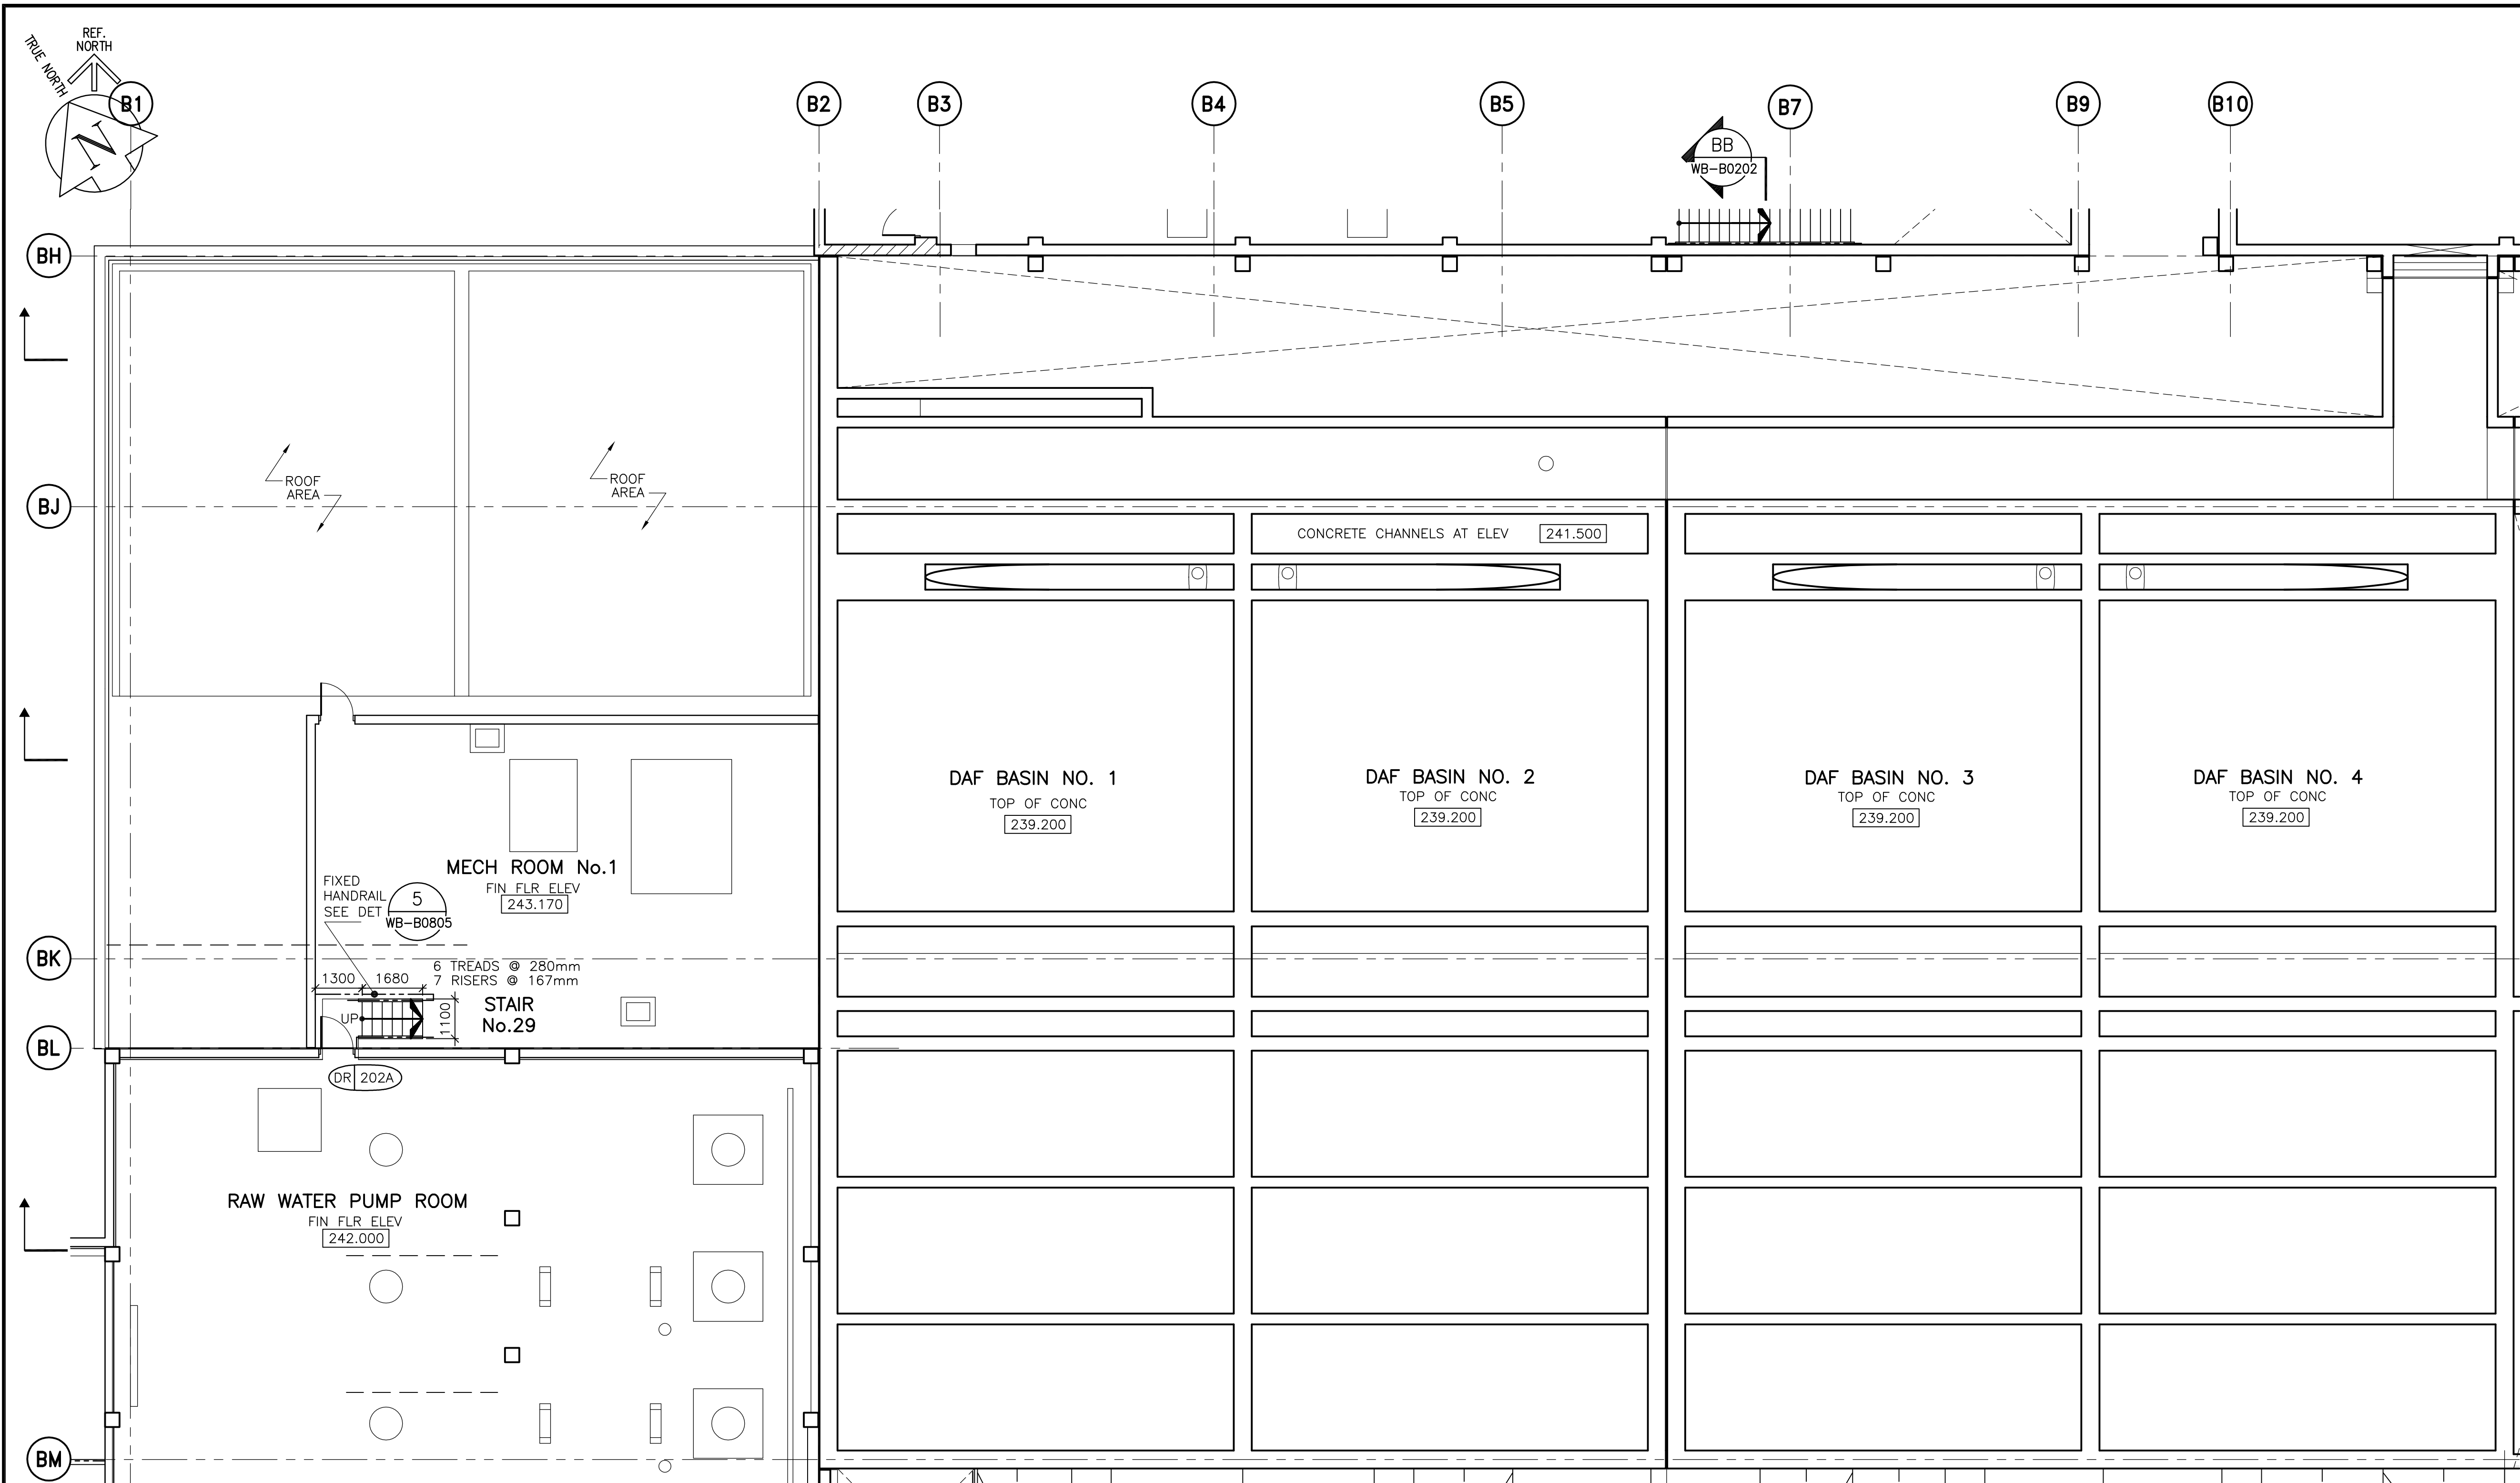 REF.
NORTH
TRUE NORTH
N
B1
B2
B3
B4
B5
B7
B9
B10
BB
WB-B0202
BH
ROOF
AREA
ROOF
AREA
BJ
CONCRETE CHANNELS AT ELEV 241.500
DAF BASIN NO. 1
TOP OF CONC
239.200
DAF BASIN NO. 2
TOP OF CONC
239.200
DAF BASIN NO. 3
TOP OF CONC
239.200
DAF BASIN NO. 4
TOP OF CONC
239.200
MECH ROOM No.1
FIN FLR ELEV
243.170
FIXED
HANDRAIL
SEE DET
5
WB-B0805
BK
6 TREADS @ 280mm
7 RISERS @ 167mm
1300
1680
STAIR
No.29
UP
1100
BL
DR 202A
RAW WATER PUMP ROOM
FIN FLR ELEV
242.000
BM